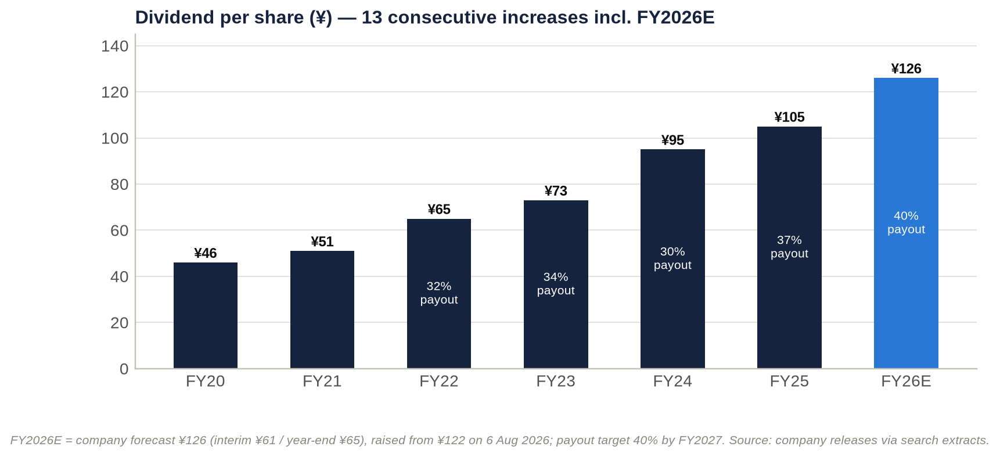 Dividend per share (¥) — 13 consecutive increases incl. FY2026E
140
120
100
80
60
40
20
0
¥46
¥51
¥65
¥73
¥95
¥105
¥126
32%
payout
34%
payout
30%
payout
37%
payout
40%
payout
FY20
FY21
FY22
FY23
FY24
FY25
FY26E
FY2026E = company forecast ¥126 (interim ¥61 / year-end ¥65), raised from ¥122 on 6 Aug 2026; payout target 40% by FY2027. Source: company releases via search extracts.